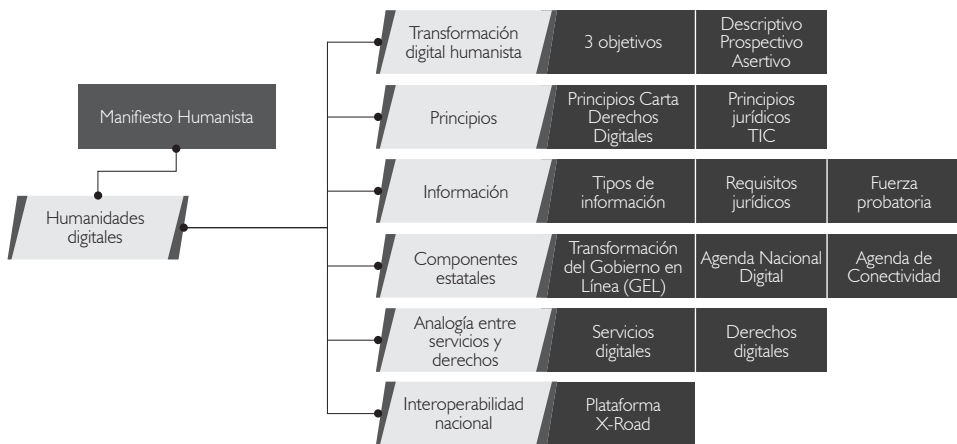 Manifiesto Humanista
Humanidades
digitales
Transformación
digital humanista
3 objetivos
Descriptivo
Prospectivo
Asertivo
Principios
Principios Carta
Derechos
Digitales
Principios
jurídicos
TIC
Información
Tipos de
información
Requisitos
jurídicos
Fuerza
probatoria
Componentes
estatales
Transformación
del Gobierno en
Línea (GEL)
Agenda Nacional
Digital
Agenda de
Conectividad
Analogía entre
servicios y
derechos
Servicios
digitales
Derechos
digitales
Interoperabilidad
nacional
Plataforma
X-Road